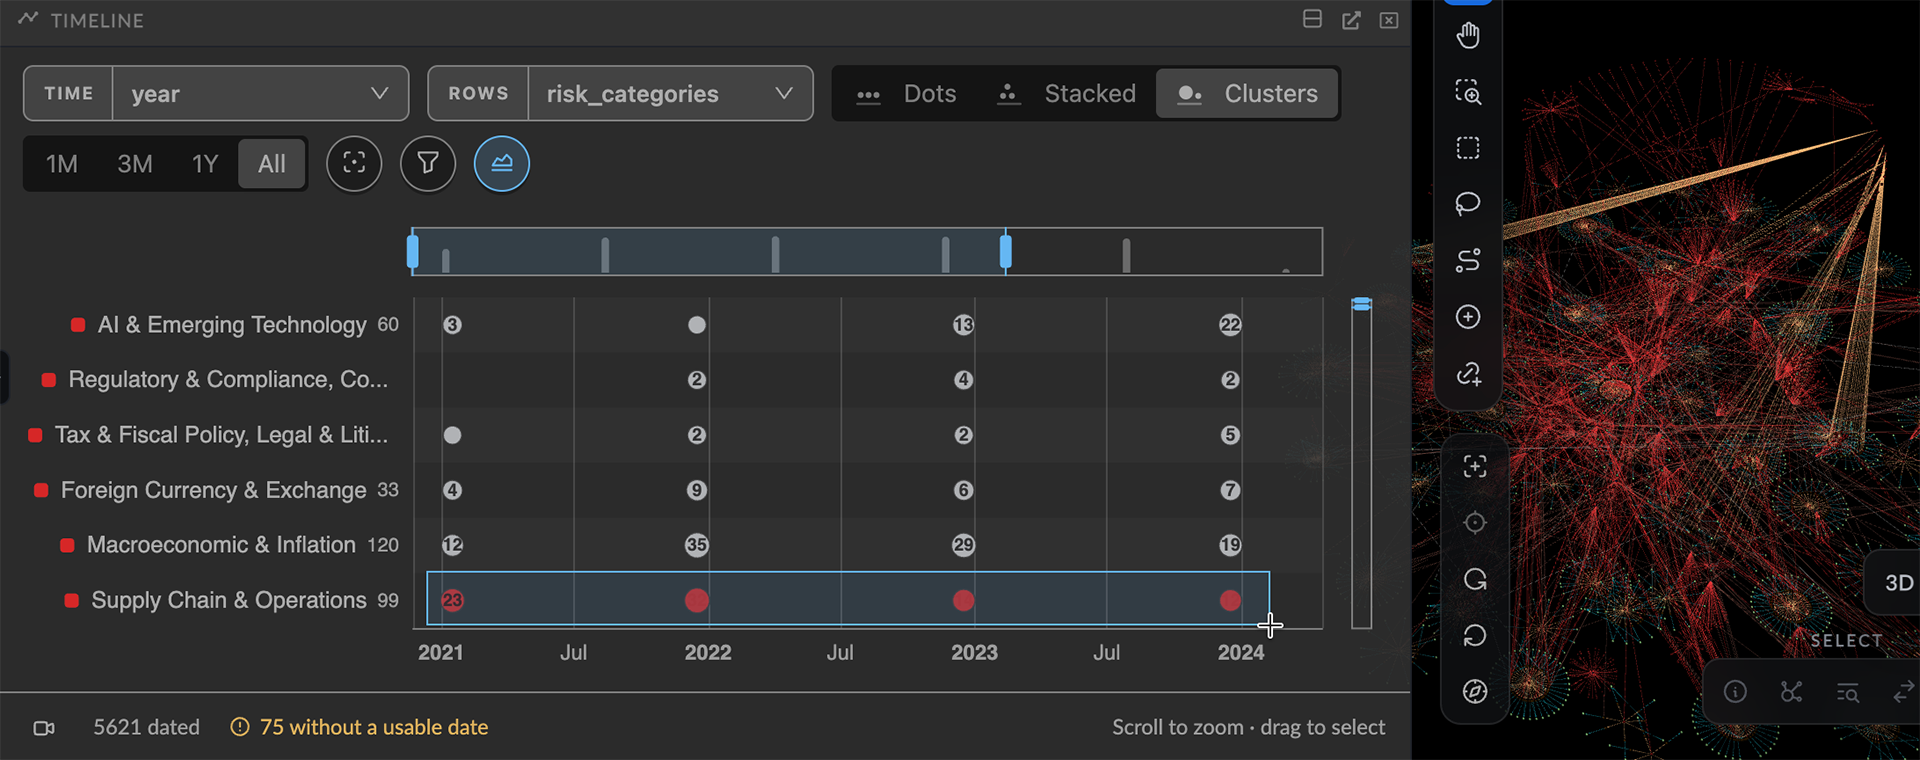 TIMELINE
TIME year ROWS risk_categories Dots Stacked Clusters
1M 3M 1Y All
AI & Emerging Technology 60 3 13 22
Regulatory & Compliance, Co... 2 4 2
Tax & Fiscal Policy, Legal & Liti... 2 2 5
Foreign Currency & Exchange 33 4 9 6 7
Macroeconomic & Inflation 120 12 35 29 19
Supply Chain & Operations 99 23
2021 Jul 2022 Jul 2023 Jul 2024
5621 dated 75 without a usable date Scroll to zoom · drag to select
3D
SELECT